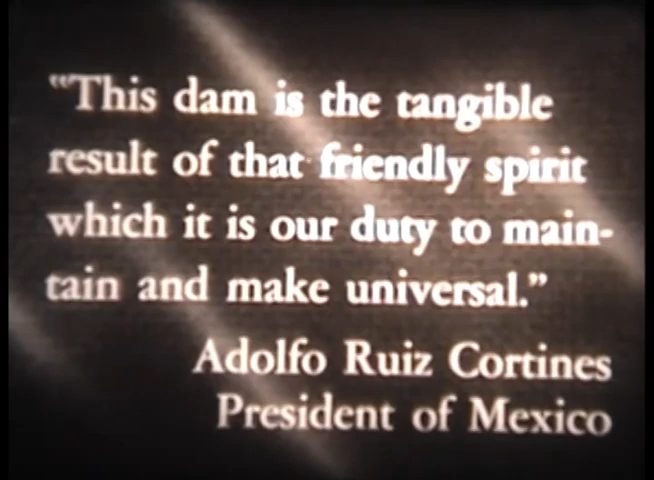 “This dam is the tangible
result of that friendly spirit
which it is our duty to main-
tain and make universal.”
Adolfo Ruiz Cortines
President of Mexico